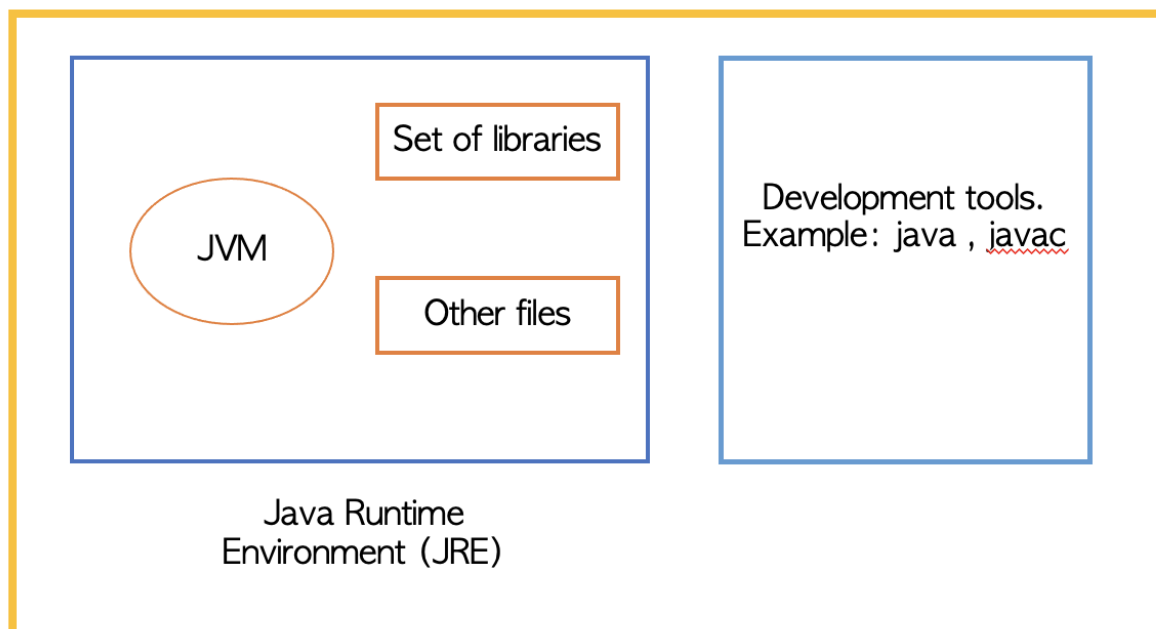 Set of libraries
JVM
Other files
Development tools.
Example: java , javac
Java Runtime
Environment (JRE)